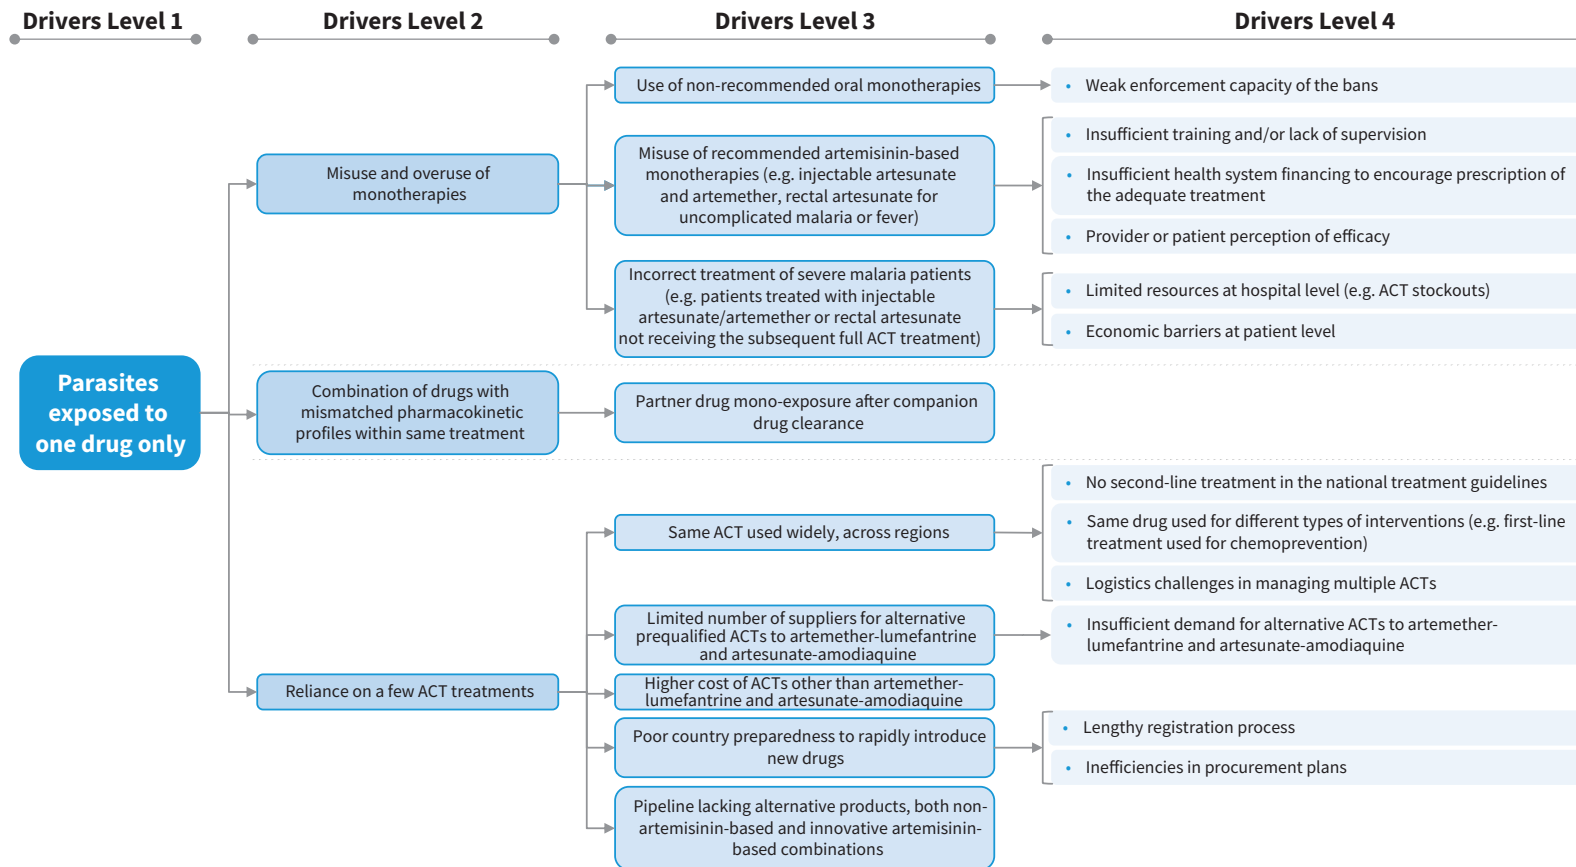 Drivers Level 1
Drivers Level 2
Drivers Level 3
Drivers Level 4
Parasites
exposed to
one drug only
Misuse and overuse of
monotherapies
Use of non-recommended oral monotherapies
• Weak enforcement capacity of the bans
Misuse of recommended artemisinin-based
monotherapies (e.g. injectable artesunate
and artemether, rectal artesunate for
uncomplicated malaria or fever)
• Insufficient training and/or lack of supervision
• Insufficient health system financing to encourage prescription of
the adequate treatment
• Provider or patient perception of efficacy
Incorrect treatment of severe malaria patients
(e.g. patients treated with injectable
artesunate/artemether or rectal artesunate
not receiving the subsequent full ACT treatment)
• Limited resources at hospital level (e.g. ACT stockouts)
• Economic barriers at patient level
Combination of drugs with
mismatched pharmacokinetic
profiles within same treatment
Partner drug mono-exposure after companion
drug clearance
Reliance on a few ACT treatments
Same ACT used widely, across regions
• No second-line treatment in the national treatment guidelines
• Same drug used for different types of interventions (e.g. first-line
treatment used for chemoprevention)
• Logistics challenges in managing multiple ACTs
Limited number of suppliers for alternative
prequalified ACTs to artemether-lumefantrine
and artesunate-amodiaquine
• Insufficient demand for alternative ACTs to artemether-
lumefantrine and artesunate-amodiaquine
Higher cost of ACTs other than artemether-
lumefantrine and artesunate-amodiaquine
Poor country preparedness to rapidly introduce
new drugs
• Lengthy registration process
• Inefficiencies in procurement plans
Pipeline lacking alternative products, both non-
artemisinin-based and innovative artemisinin-
based combinations